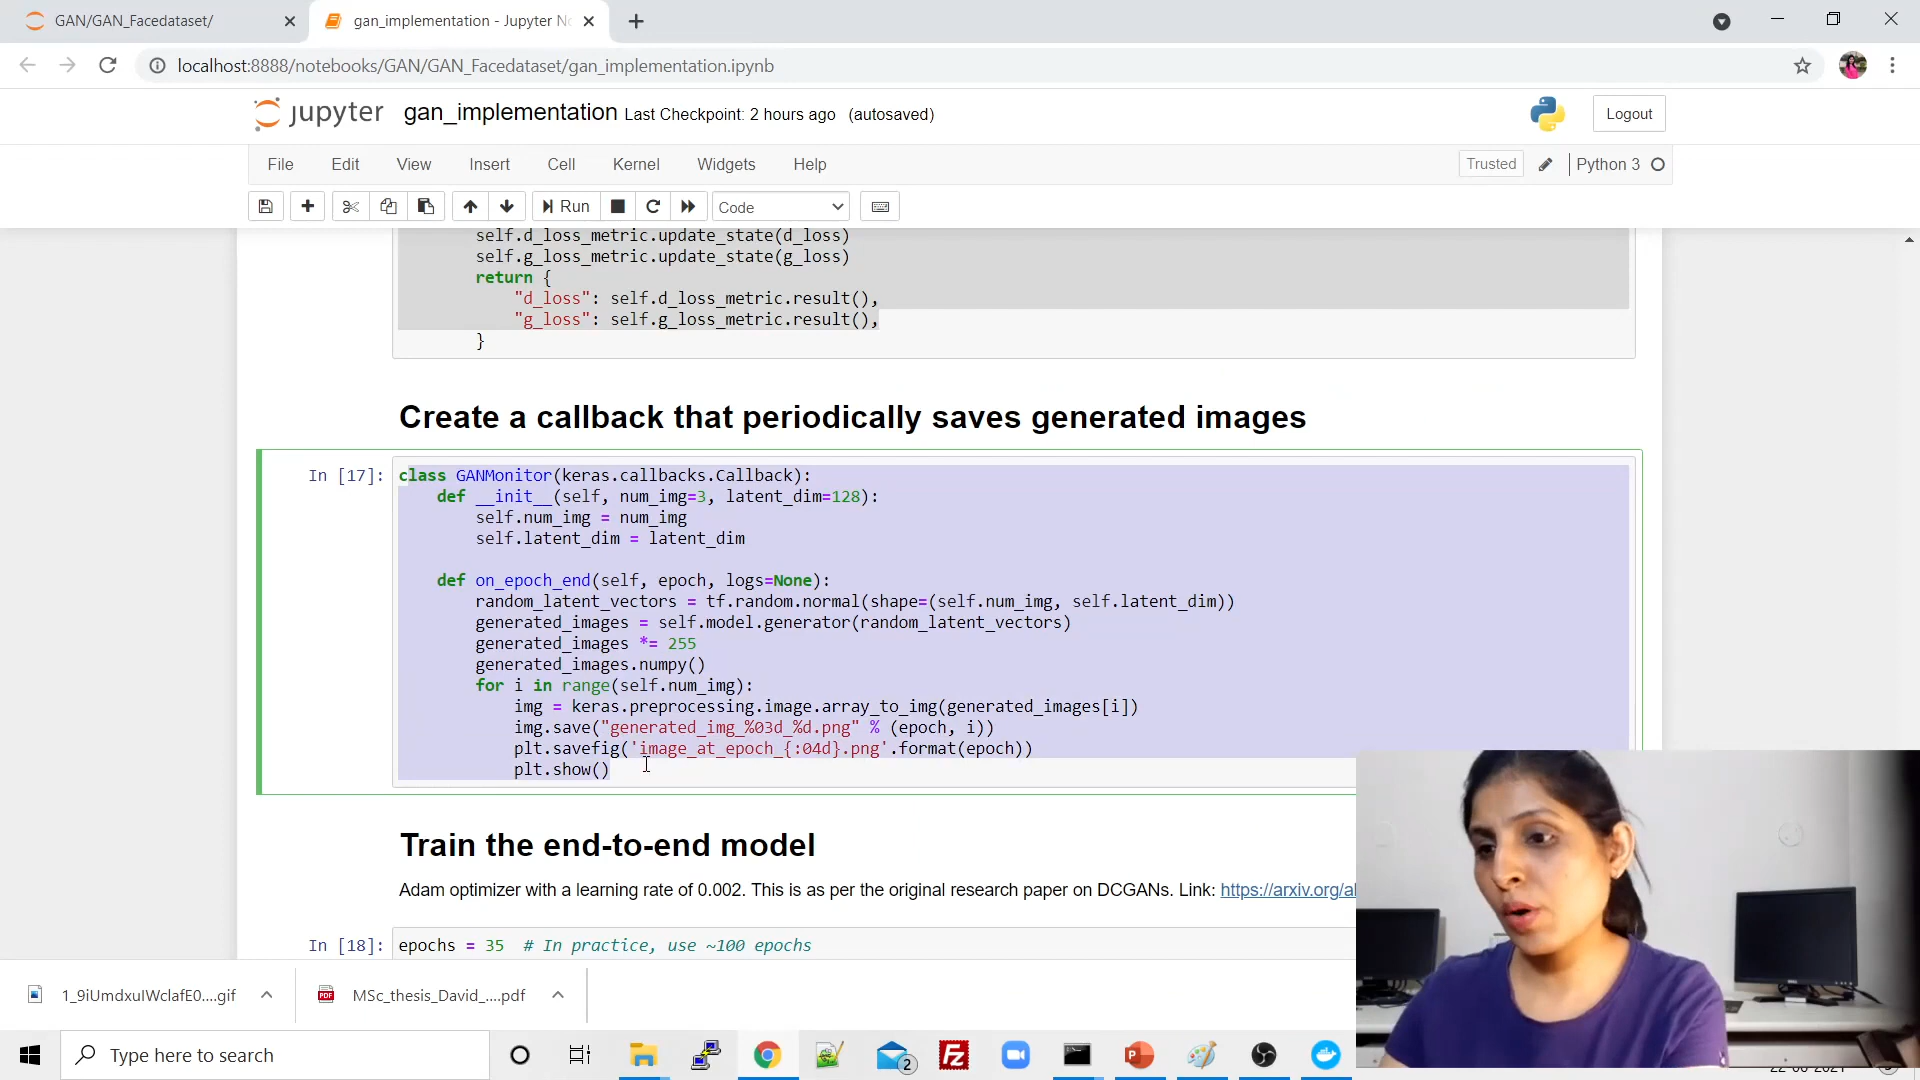 GAN/GAN_Facedataset/
gan_implementation - Jupyter No
localhost:8888/notebooks/GAN/GAN_Facedataset/gan_implementation.ipynb
jupyter gan_implementation Last Checkpoint: 2 hours ago (autosaved)
Logout
File Edit View Insert Cell Kernel Widgets Help
Trusted
Python 3
Run
Code
self.d_loss_metric.update_state(d_loss)
self.g_loss_metric.update_state(g_loss)
return {
"d_loss": self.d_loss_metric.result(),
"g_loss": self.g_loss_metric.result(),
}
Create a callback that periodically saves generated images
In [17]:
class GANMonitor(keras.callbacks.Callback):
def __init__(self, num_img=3, latent_dim=128):
self.num_img = num_img
self.latent_dim = latent_dim
def on_epoch_end(self, epoch, logs=None):
random_latent_vectors = tf.random.normal(shape=(self.num_img, self.latent_dim))
generated_images = self.model.generator(random_latent_vectors)
generated_images *= 255
generated_images.numpy()
for i in range(self.num_img):
img = keras.preprocessing.image.array_to_img(generated_images[i])
img.save("generated_img_%03d_%d.png" % (epoch, i))
plt.savefig('image_at_epoch_{:04d}.png'.format(epoch))
plt.show()
Train the end-to-end model
Adam optimizer with a learning rate of 0.002. This is as per the original research paper on DCGANs. Link: https://arxiv.org/a
In [18]: epochs = 35 # In practice, use ~100 epochs
1_9iUmdxuIWclafE0....gif
PDF
MSc_thesis_David_....pdf
Type here to search
2